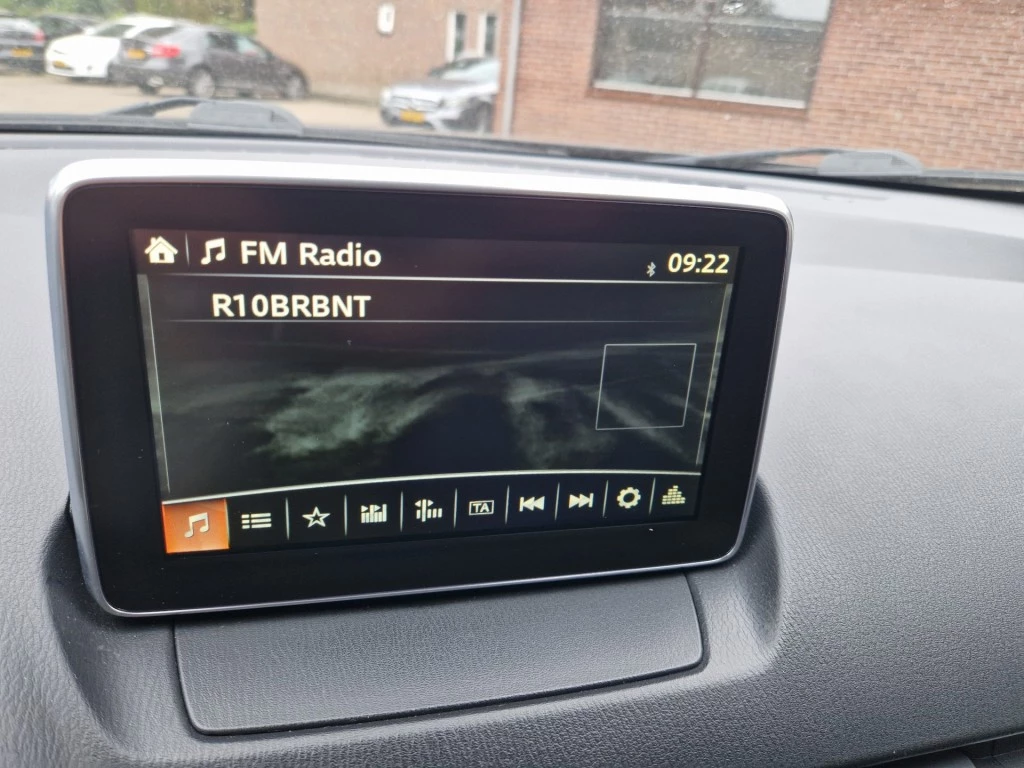 FM Radio
09:22
R10BRBNT
TA